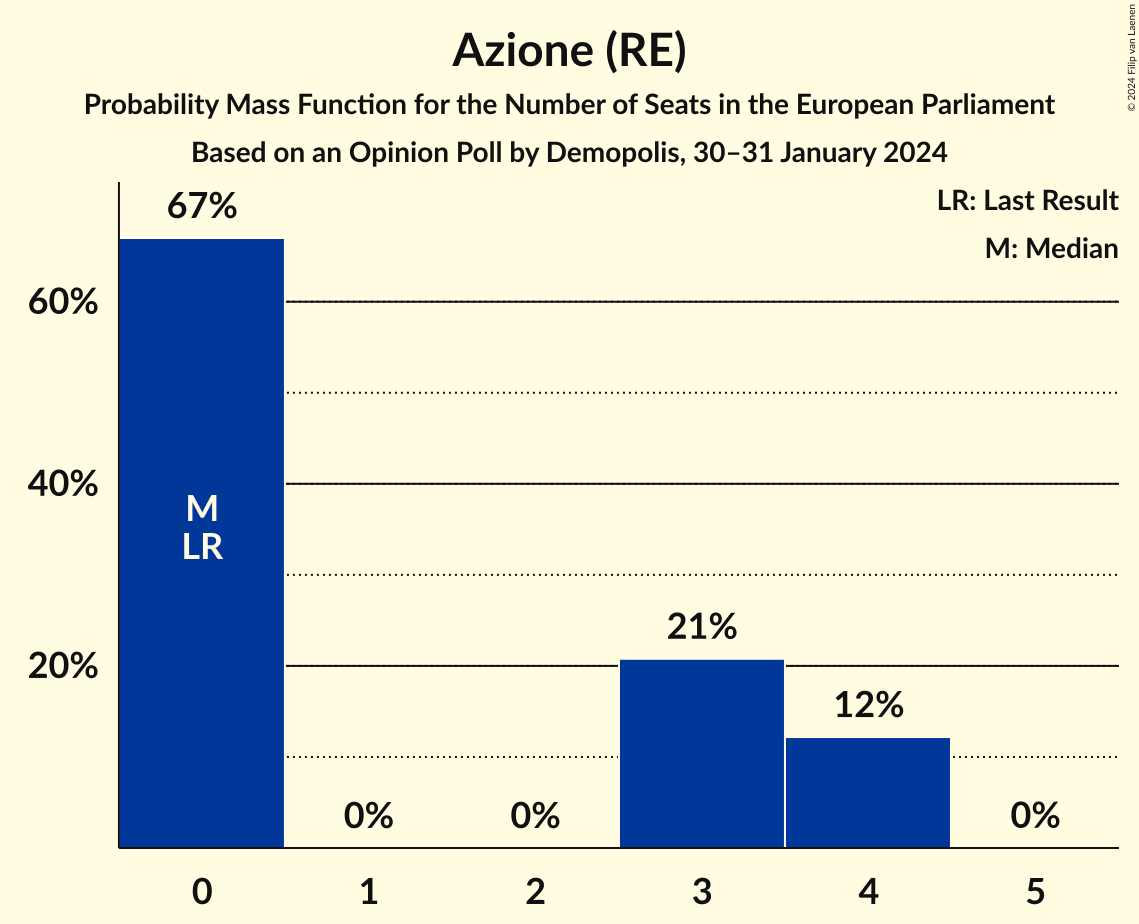 Azione (RE)
Probability Mass Function for the Number of Seats in the European Parliament
Based on an Opinion Poll by Demopolis, 30–31 January 2024
© 2024 Filip van Laenen
LR: Last Result
M: Median
67%
60%
40%
20%
M
LR
0%
0%
21%
12%
0%
0
1
2
3
4
5